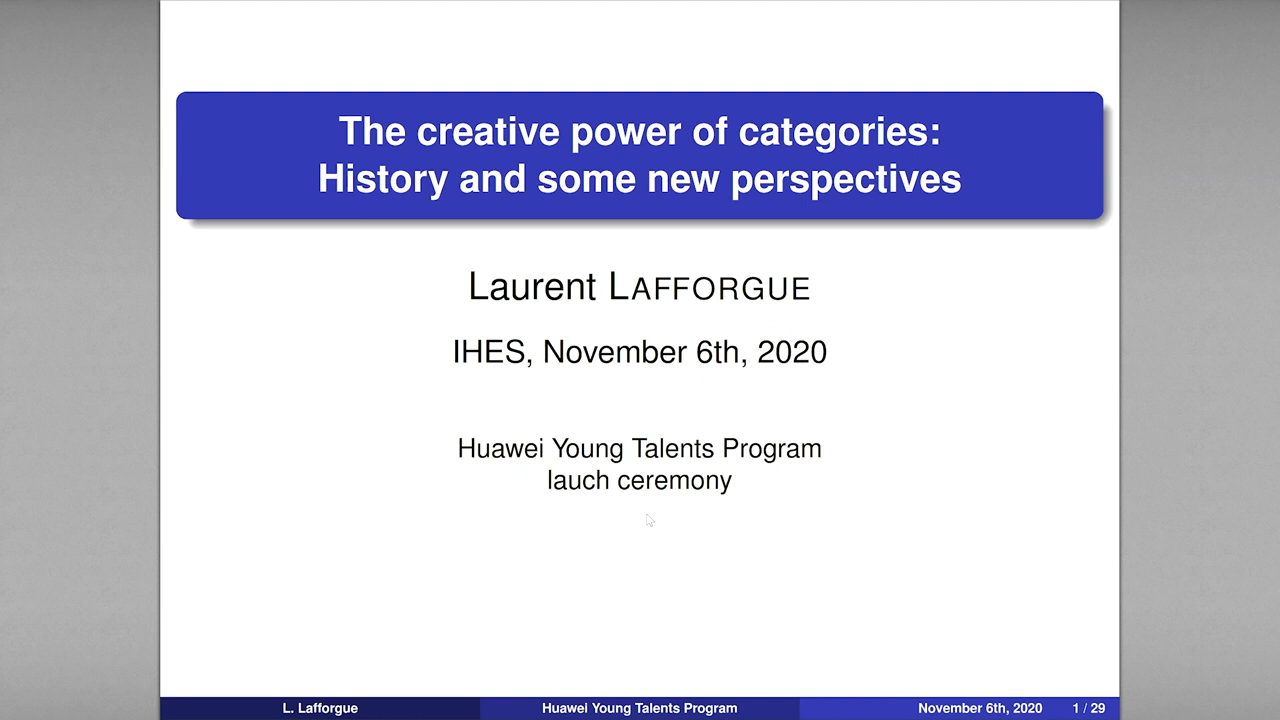 The creative power of categories:
History and some new perspectives
Laurent LAFFORGUE
IHES, November 6th, 2020
Huawei Young Talents Program
lauch ceremony
L. Lafforgue
Huawei Young Talents Program
November 6th, 2020
1 / 29